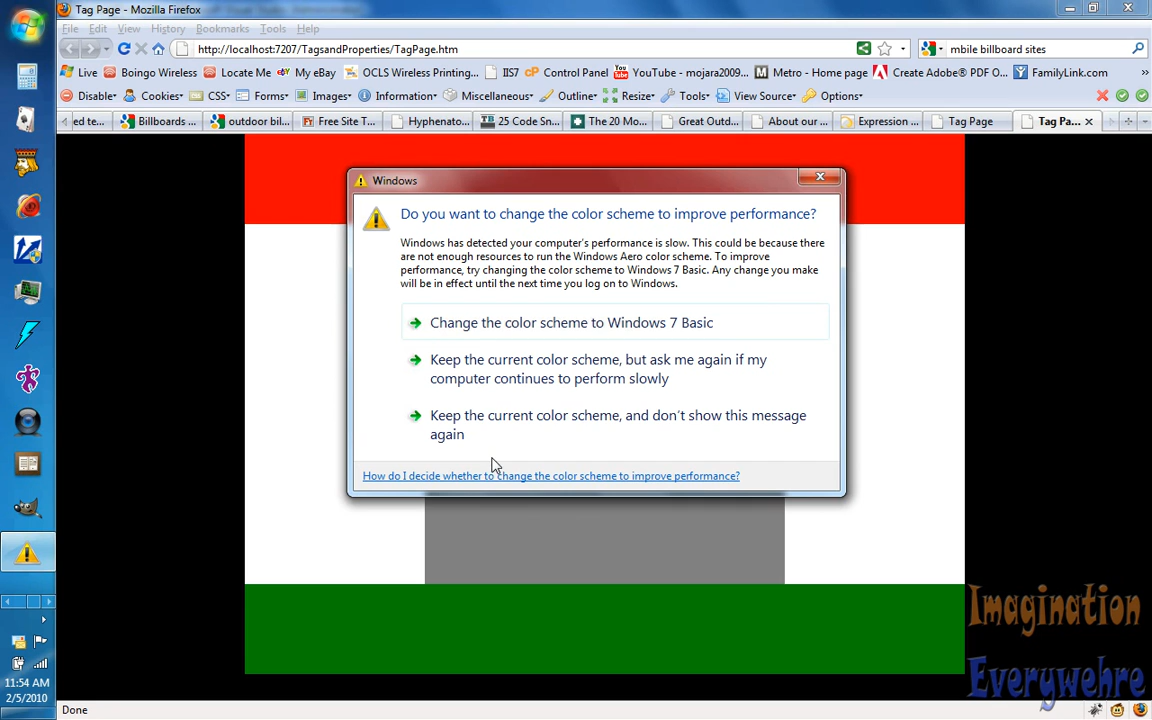 Tag Page - Mozilla Firefox
File Edit View History Bookmarks Tools Help
http://localhost:7207/TagsandProperties/TagPage.htm
mbile billboard sites
Live Boingo Wireless Locate Me My eBay OCLS Wireless Printing... IIS7 Control Panel YouTube - mojara2009... Metro - Home page Create Adobe® PDF O... FamilyLink.com »
Disable Cookies CSS Forms Images Information Miscellaneous Outline Resize Tools View Source Options
ed te... Billboards ... outdoor bil... Free Site T... Hyphenato... 25 Code Sn... The 20 Mo... Great Outd... About our ... Expression ... Tag Page Tag Pa...
Windows
Do you want to change the color scheme to improve performance?
Windows has detected your computer's performance is slow. This could be because there
are not enough resources to run the Windows Aero color scheme. To improve
performance, try changing the color scheme to Windows 7 Basic. Any change you make
will be in effect until the next time you log on to Windows.
Change the color scheme to Windows 7 Basic
Keep the current color scheme, but ask me again if my
computer continues to perform slowly
Keep the current color scheme, and don't show this message
again
How do I decide whether to change the color scheme to improve performance?
Imagination
Everywehre
11:54 AM
2/5/2010
Done